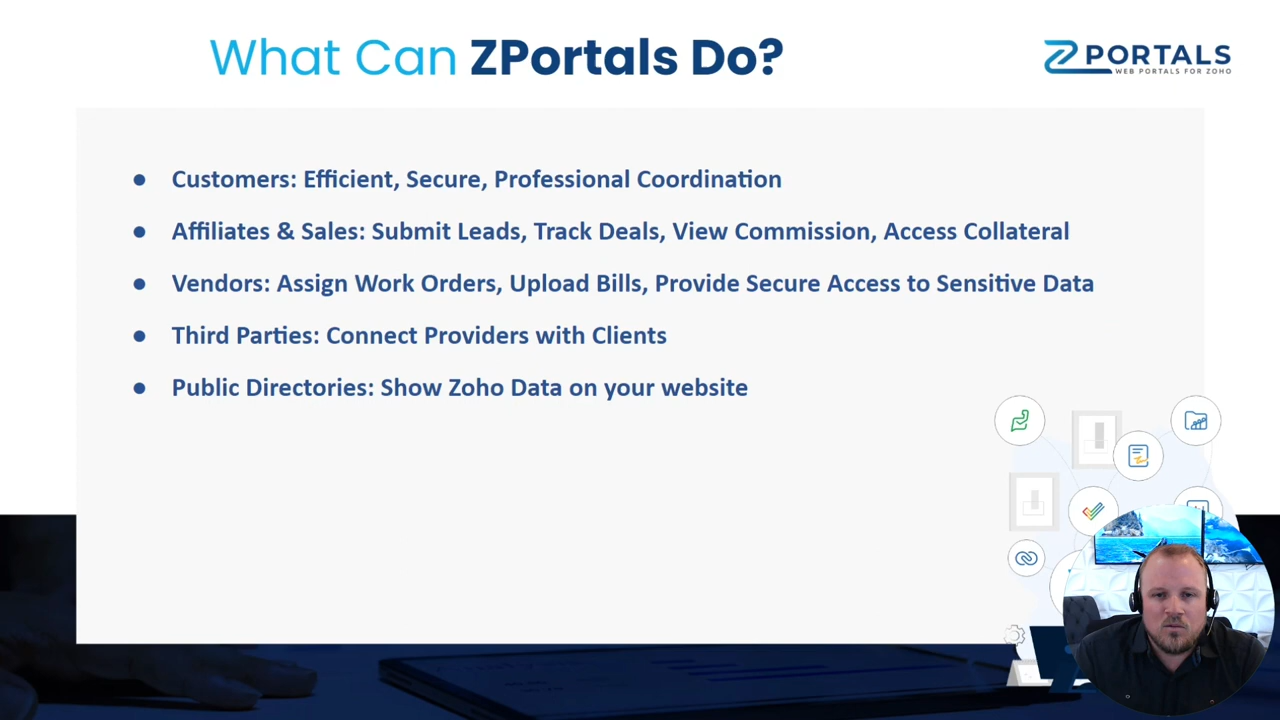 What Can ZPortals Do?
Z PORTALS
WEB PORTALS FOR ZOHO
● Customers: Efficient, Secure, Professional Coordination
● Affiliates & Sales: Submit Leads, Track Deals, View Commission, Access Collateral
● Vendors: Assign Work Orders, Upload Bills, Provide Secure Access to Sensitive Data
● Third Parties: Connect Providers with Clients
● Public Directories: Show Zoho Data on your website